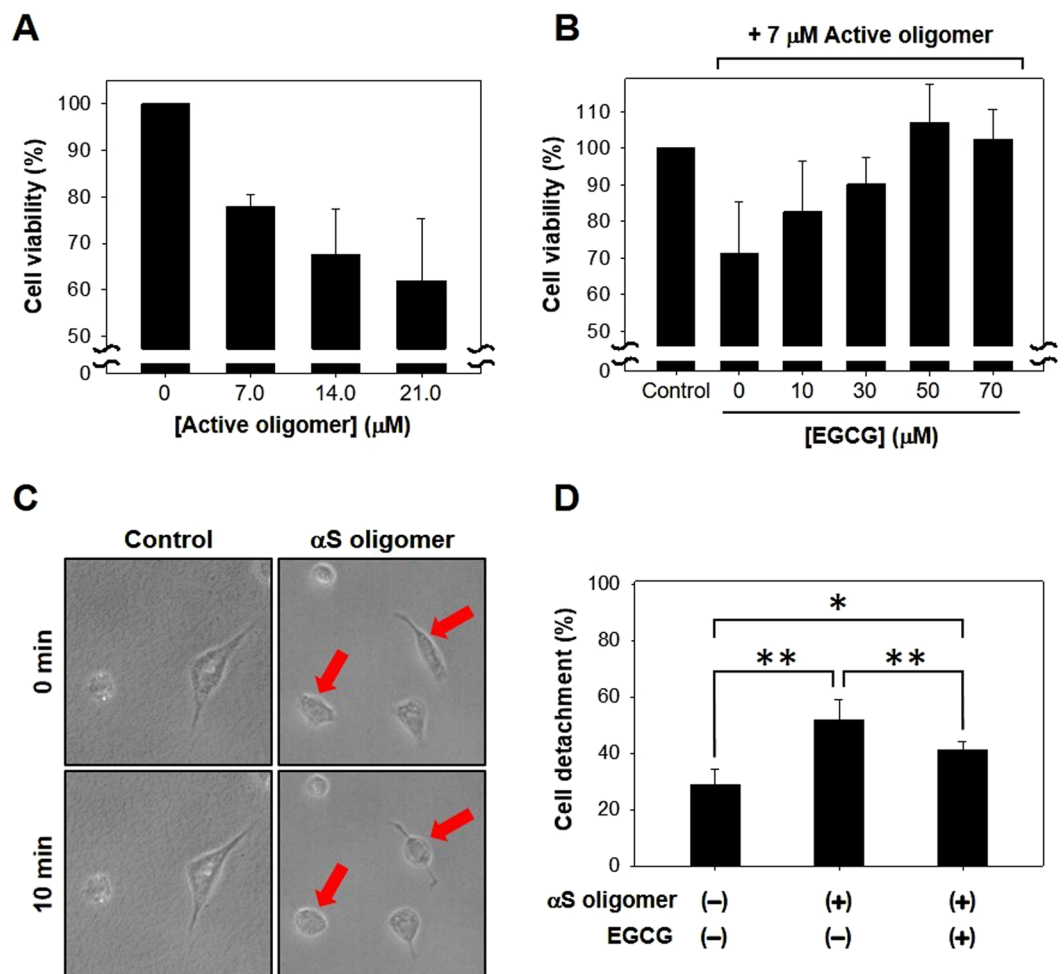 A
Cell viability (%)
100
90
80
70
60
50
0
0 7.0 14.0 21.0
[Active oligomer] (μM)
B
+ 7 μM Active oligomer
Cell viability (%)
110
100
90
80
70
60
50
0
Control 0 10 30 50 70
[EGCG] (μM)
C
Control αS oligomer
0 min
10 min
D
Cell detachment (%)
100
80
60
40
20
0
*
** **
αS oligomer (–) (+) (+)
EGCG (–) (–) (+)